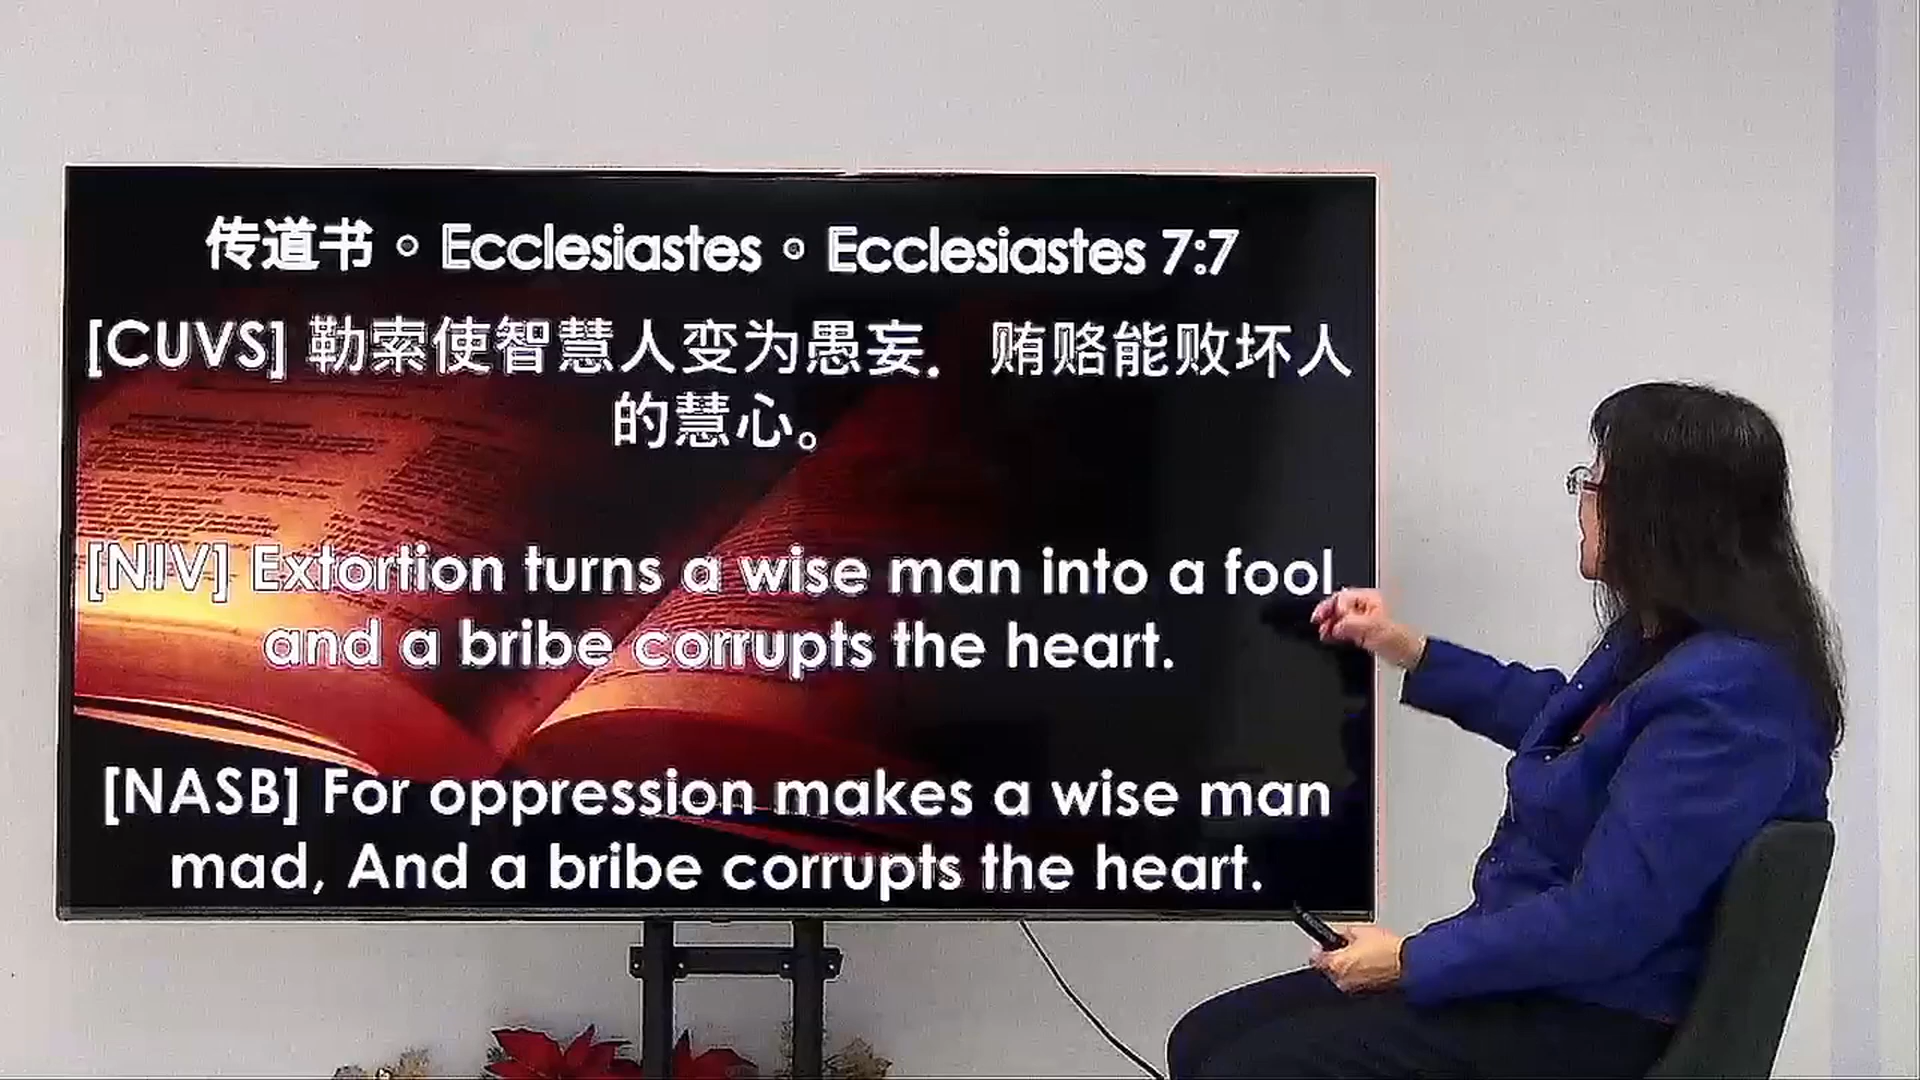 传道书 ∘ Ecclesiastes ∘ Ecclesiastes 7:7
[CUVS] 勒索使智慧人变为愚妄． 贿赂能败坏人
的慧心。
[NIV] Extortion turns a wise man into a fool,
and a bribe corrupts the heart.
[NASB] For oppression makes a wise man
mad, And a bribe corrupts the heart.